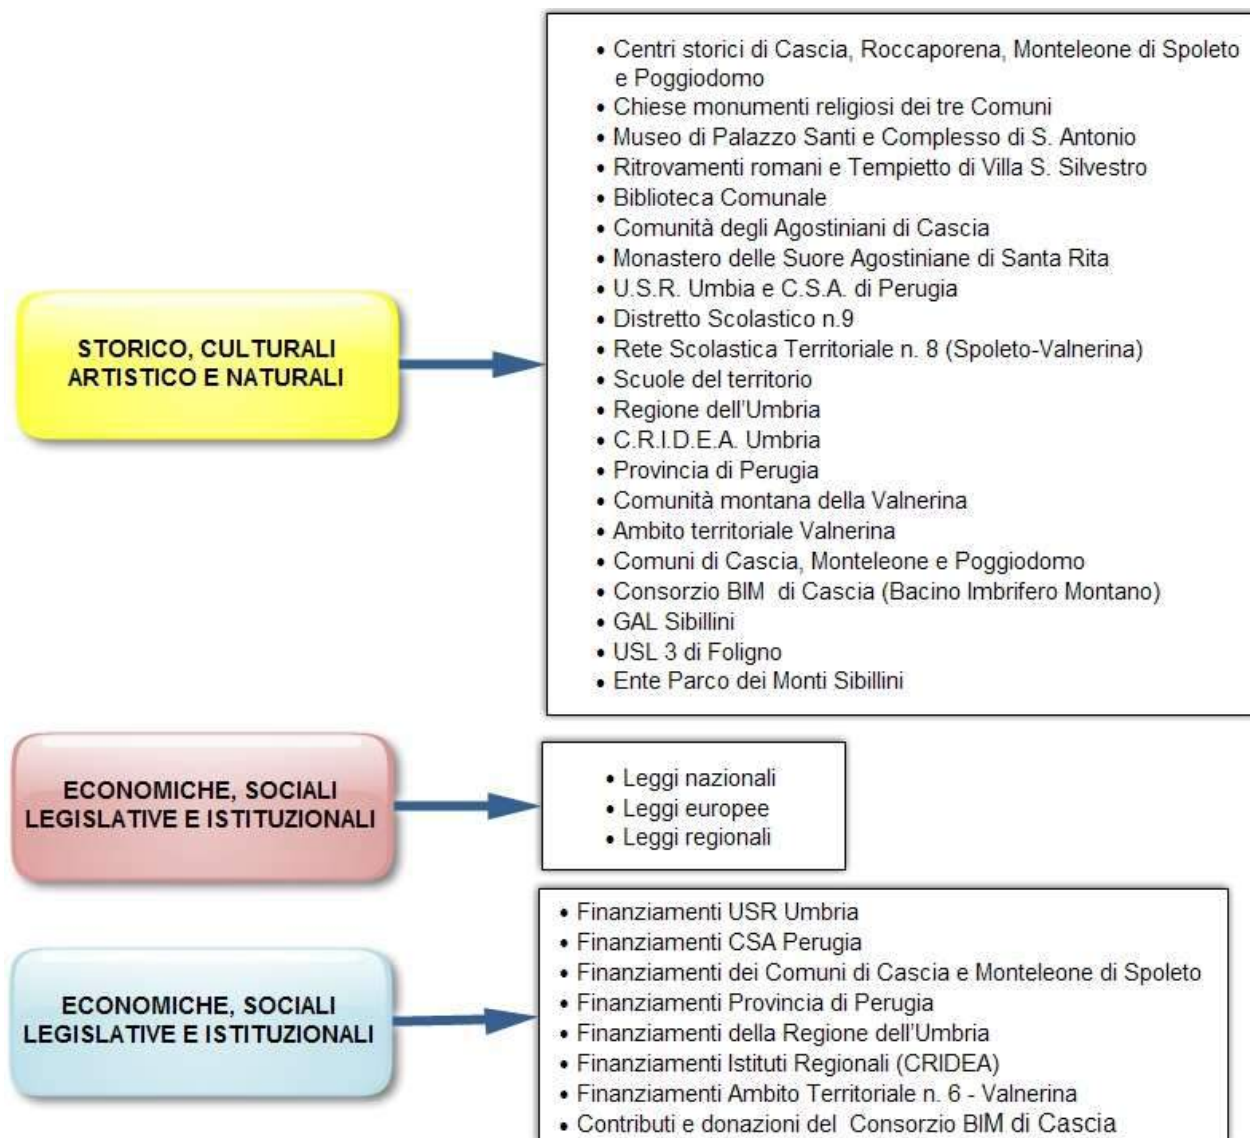 • Centri storici di Cascia, Roccaporena, Monteleone di Spoleto
e Poggiodomo
• Chiese monumenti religiosi dei tre Comuni
• Museo di Palazzo Santi e Complesso di S. Antonio
• Ritrovamenti romani e Tempietto di Villa S. Silvestro
• Biblioteca Comunale
• Comunità degli Agostiniani di Cascia
• Monastero delle Suore Agostiniane di Santa Rita
• U.S.R. Umbia e C.S.A. di Perugia
• Distretto Scolastico n.9
• Rete Scolastica Territoriale n. 8 (Spoleto-Valnerina)
• Scuole del territorio
• Regione dell'Umbria
• C.R.I.D.E.A. Umbria
• Provincia di Perugia
• Comunità montana della Valnerina
• Ambito territoriale Valnerina
• Comuni di Cascia, Monteleone e Poggiodomo
• Consorzio BIM di Cascia (Bacino Imbrifero Montano)
• GAL Sibillini
• USL 3 di Foligno
• Ente Parco dei Monti Sibillini
STORICO, CULTURALI
ARTISTICO E NATURALI
ECONOMICHE, SOCIALI
LEGISLATIVE E ISTITUZIONALI
• Leggi nazionali
• Leggi europee
• Leggi regionali
ECONOMICHE, SOCIALI
LEGISLATIVE E ISTITUZIONALI
• Finanziamenti USR Umbria
• Finanziamenti CSA Perugia
• Finanziamenti dei Comuni di Cascia e Monteleone di Spoleto
• Finanziamenti Provincia di Perugia
• Finanziamenti della Regione dell'Umbria
• Finanziamenti Istituti Regionali (CRIDEA)
• Finanziamenti Ambito Territoriale n. 6 - Valnerina
• Contributi e donazioni del Consorzio BIM di Cascia